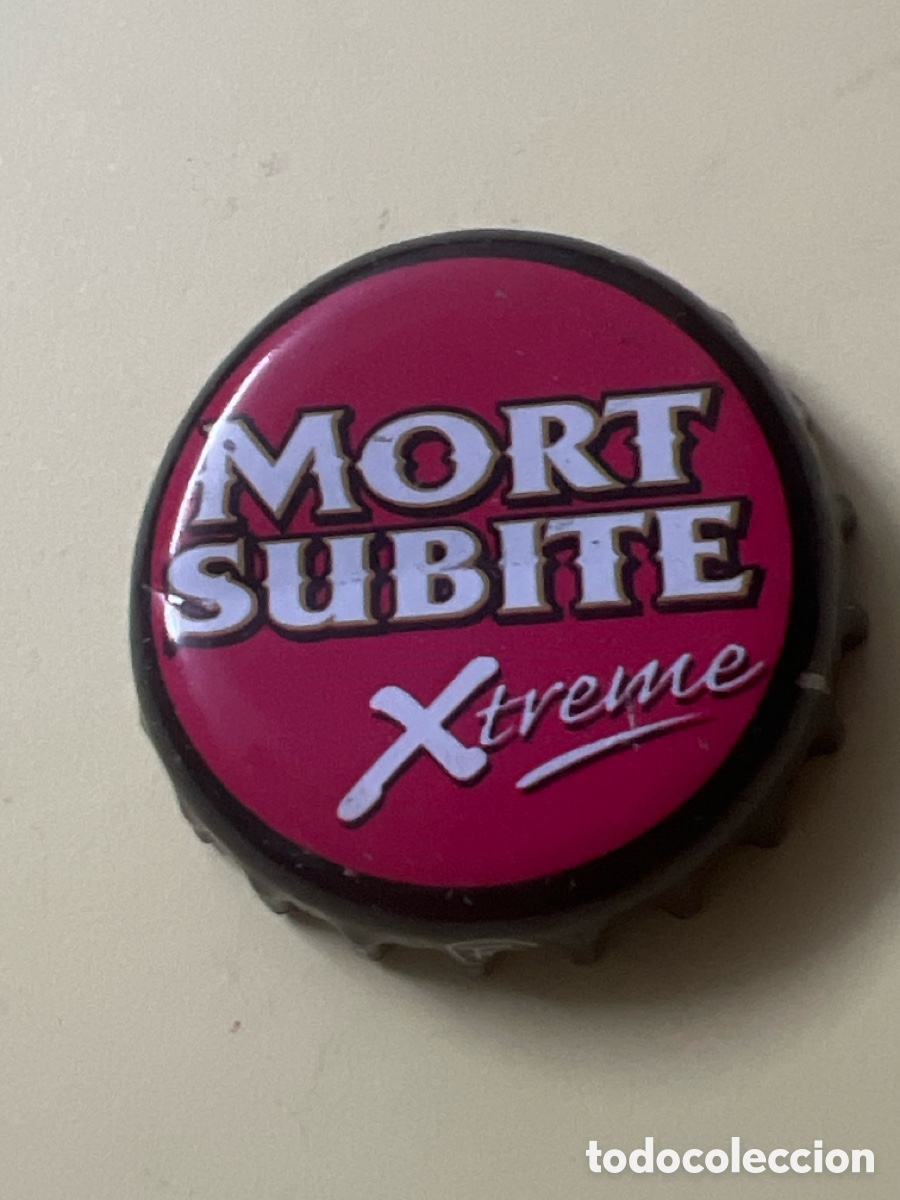 MORT
SUBITE
Xtreme
todocoleccion